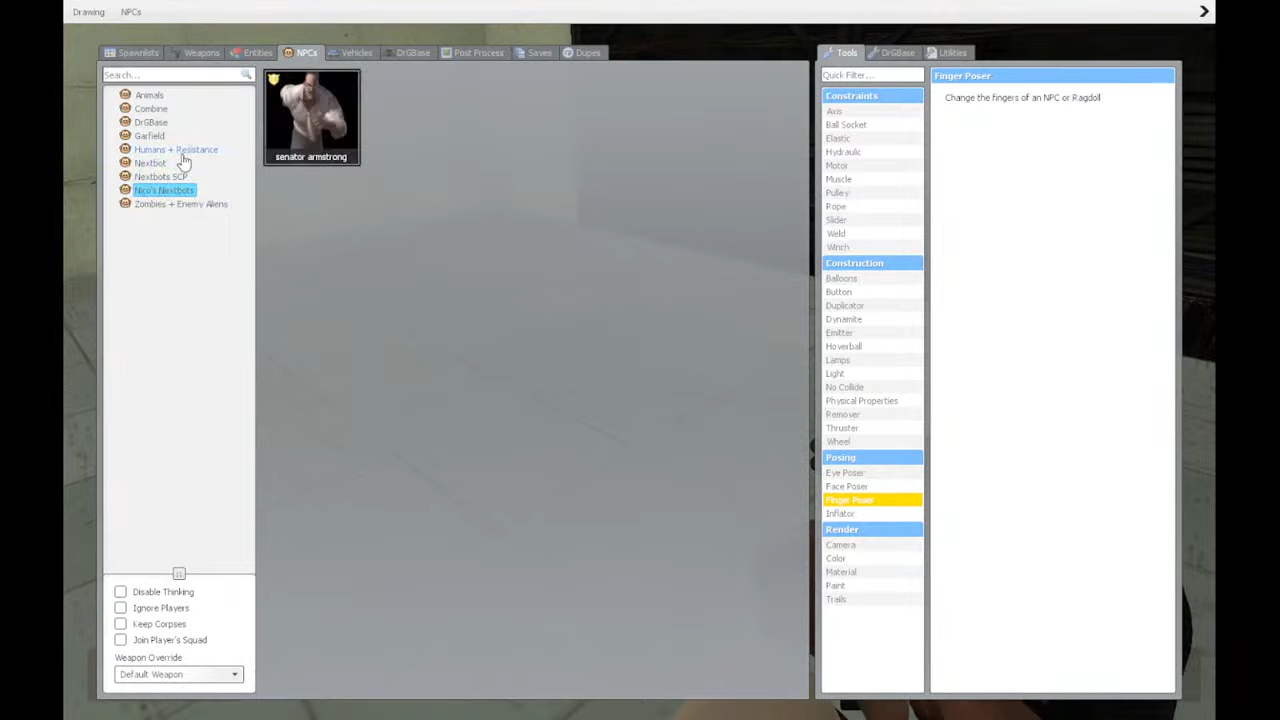 Drawing NPCs
Spawnlists Weapons Entities NPCs Vehicles DrGBase Post Process Saves Dupes
Search...
Animals
Combine
DrGBase
Garfield
Humans + Resistance
Nextbot
Nextbots SCP
Nico's Nextbots
Zombies + Enemy Aliens
senator armstrong
Disable Thinking
Ignore Players
Keep Corpses
Join Player's Squad
Weapon Override
Default Weapon
Tools DrGBase Utilities
Quick Filter...
Constraints
Axis
Ball Socket
Elastic
Hydraulic
Motor
Muscle
Pulley
Rope
Slider
Weld
Winch
Construction
Balloons
Button
Duplicator
Dynamite
Emitter
Hoverball
Lamps
Light
No Collide
Physical Properties
Remover
Thruster
Wheel
Posing
Eye Poser
Face Poser
Finger Poser
Inflator
Render
Camera
Color
Material
Paint
Trails
Finger Poser
Change the fingers of an NPC or Ragdoll